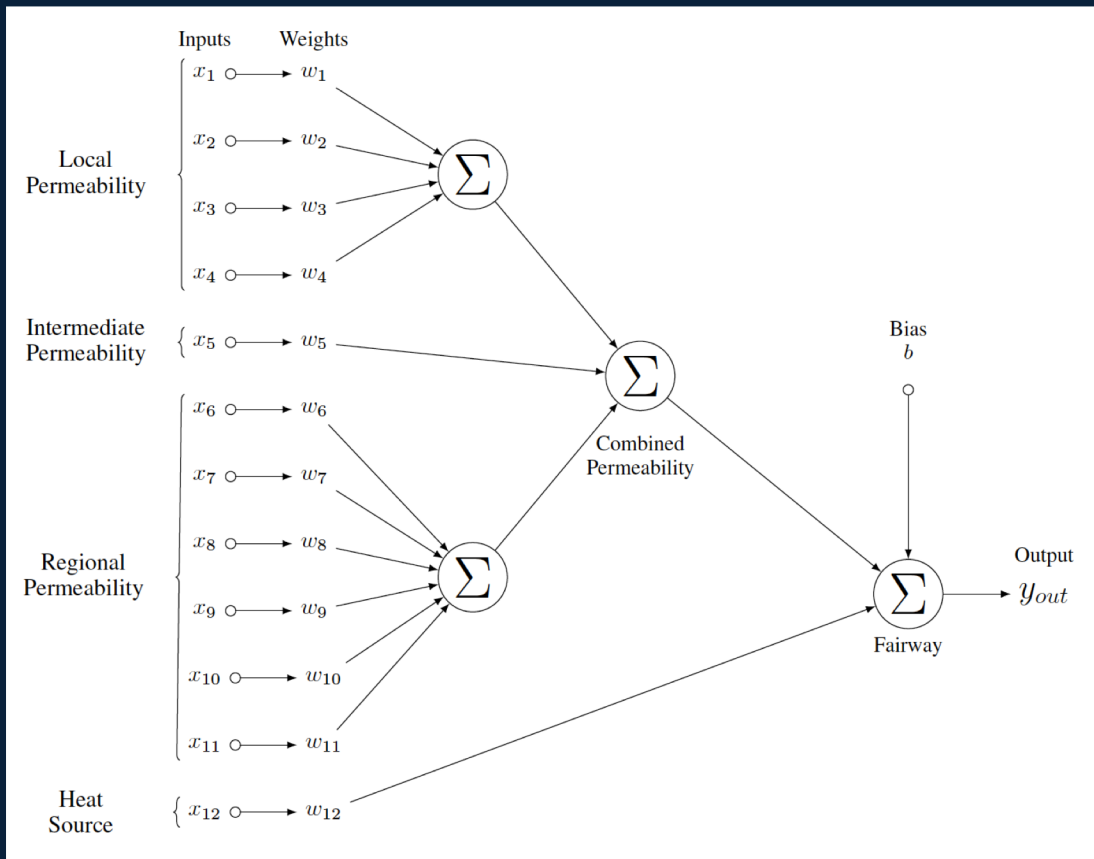 Inputs Weights
x₁ w₁
x₂ w₂
Local
Permeability
x₃ w₃
x₄ w₄
∑
Intermediate
Permeability
x₅ w₅
∑
Combined
Permeability
x₆ w₆
x₇ w₇
x₈ w₈
Regional
Permeability
x₉ w₉
x₁₀ w₁₀
x₁₁ w₁₁
∑
Heat
Source
x₁₂ w₁₂
Bias
b
∑
Fairway
Output
y_out